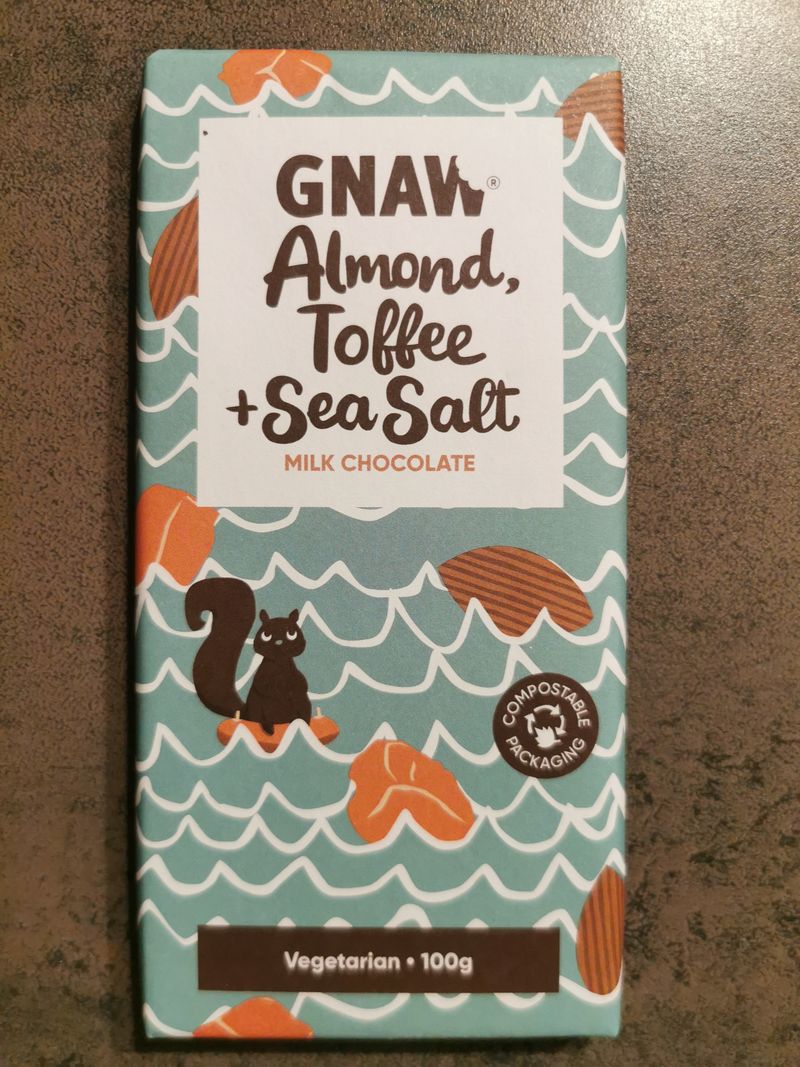 GNAW®
Almond,
Toffee
+Sea Salt
MILK CHOCOLATE
COMPOSTABLE
PACKAGING
Vegetarian • 100g